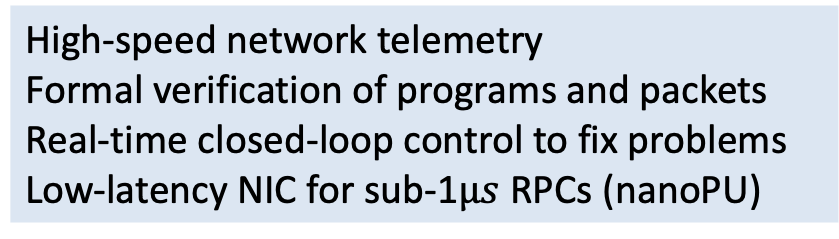 High-speed network telemetry
Formal verification of programs and packets
Real-time closed-loop control to fix problems
Low-latency NIC for sub-1μs RPCs (nanoPU)